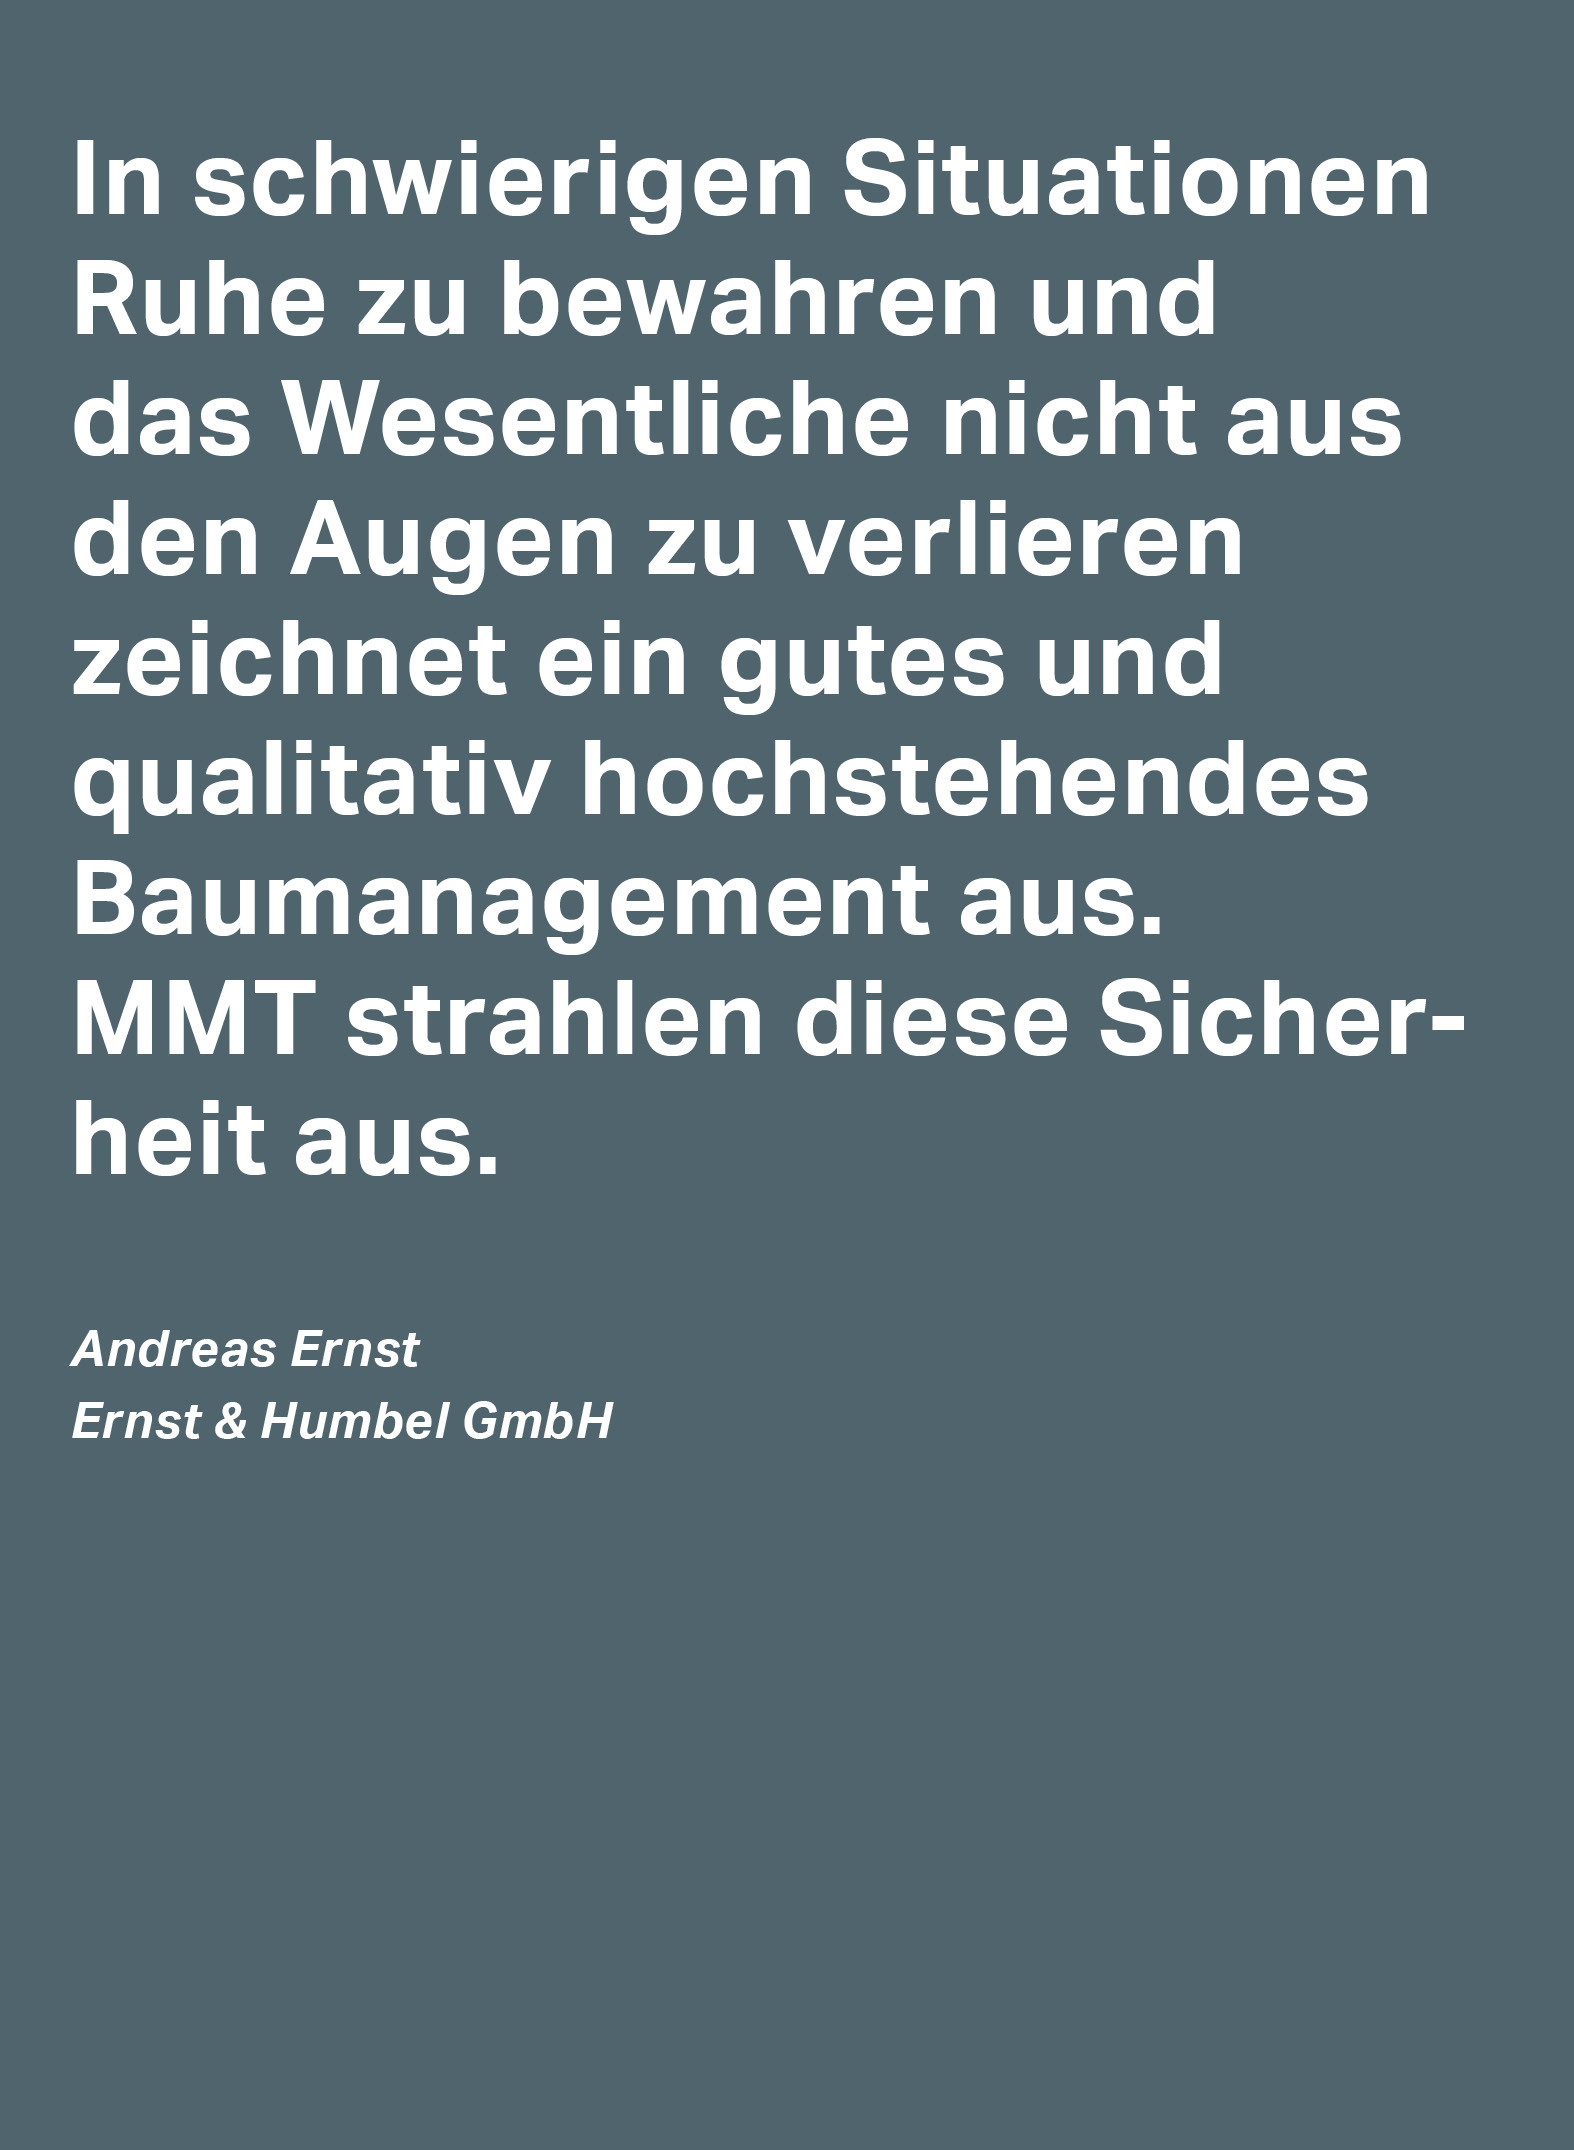 In schwierigen Situationen
Ruhe zu bewahren und
das Wesentliche nicht aus
den Augen zu verlieren
zeichnet ein gutes und
qualitativ hochstehendes
Baumanagement aus.
MMT strahlen diese Sicher-
heit aus.
Andreas Ernst
Ernst & Humbel GmbH